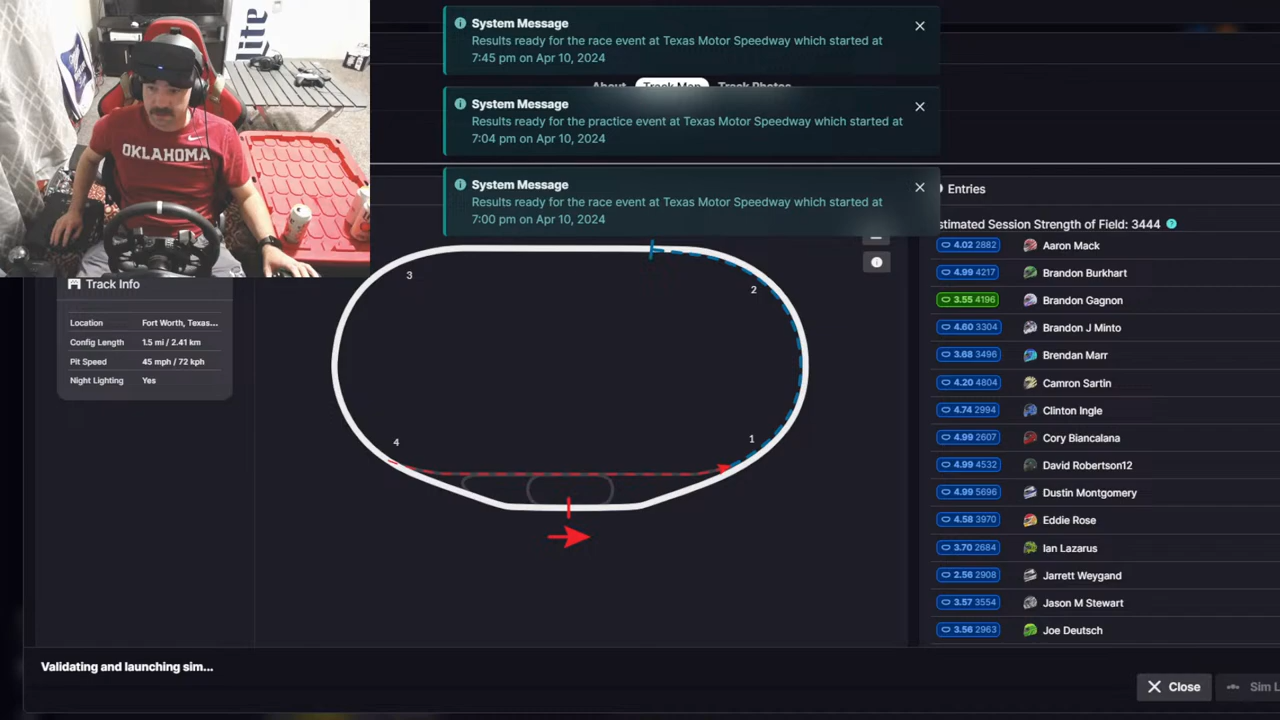 lite
OKLAHOMA
System Message
Results ready for the race event at Texas Motor Speedway which started at
7:45 pm on Apr 10, 2024
About Track Map Track Photos
System Message
Results ready for the practice event at Texas Motor Speedway which started at
7:04 pm on Apr 10, 2024
System Message
Results ready for the race event at Texas Motor Speedway which started at
7:00 pm on Apr 10, 2024
Track Info
Location Fort Worth, Texas...
Config Length 1.5 mi / 2.41 km
Pit Speed 45 mph / 72 kph
Night Lighting Yes
3
2
4
1
Entries
stimated Session Strength of Field: 3444
4.02 2882 Aaron Mack
4.99 4217 Brandon Burkhart
3.55 4196 Brandon Gagnon
4.60 3304 Brandon J Minto
3.68 3496 Brendan Marr
4.20 4804 Camron Sartin
4.74 2994 Clinton Ingle
4.99 2607 Cory Biancalana
4.99 4532 David Robertson12
4.99 5696 Dustin Montgomery
4.58 3970 Eddie Rose
3.70 2684 Ian Lazarus
2.56 2908 Jarrett Weygand
3.57 3554 Jason M Stewart
3.56 2963 Joe Deutsch
Validating and launching sim...
Close
Sim L